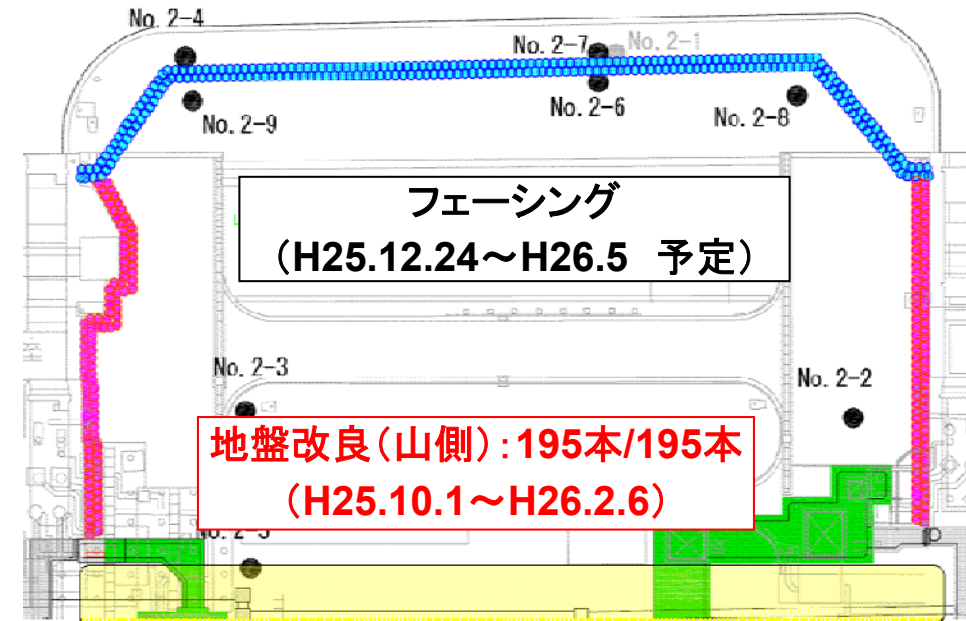 No. 2-4
No. 2-7
No. 2-1
No. 2-6
No. 2-9
No. 2-8
フェーシング
（H25.12.24～H26.5　予定）
No. 2-3
No. 2-2
地盤改良（山側）：195本/195本
（H25.10.1～H26.2.6）